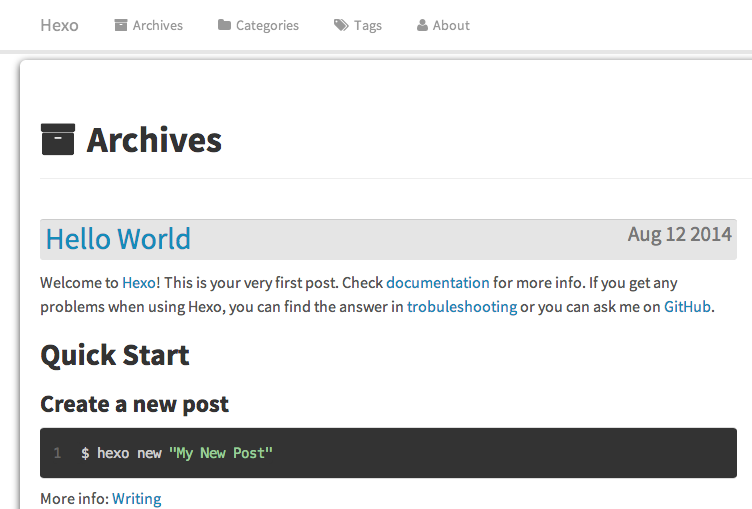 Hexo Archives Categories Tags About
Archives
Hello World Aug 12 2014
Welcome to Hexo! This is your very first post. Check documentation for more info. If you get any
problems when using Hexo, you can find the answer in trobuleshooting or you can ask me on GitHub.
Quick Start
Create a new post
1 $ hexo new "My New Post"
More info: Writing